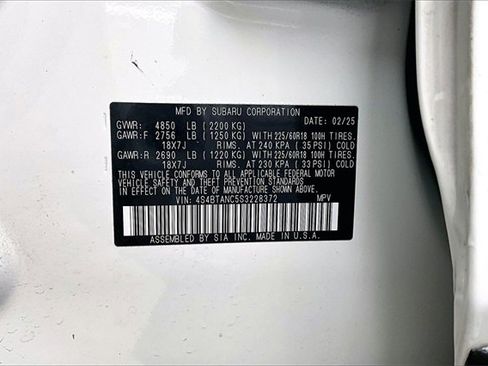 MFD BY SUBARU CORPORATION
DATE: 02/25
GVWR: 4850 LB (2200 KG)
GAWR:F 2756 LB (1250 KG) WITH 225/60R18 100H TIRES,
18X7J RIMS. AT 240 KPA (35 PSI) COLD
GAWR:R 2690 LB (1220 KG) WITH 225/60R18 100H TIRES,
18X7J RIMS. AT 230 KPA (33 PSI) COLD
THIS VEHICLE CONFORMS TO ALL APPLICABLE FEDERAL MOTOR
VEHICLE SAFETY AND THEFT PREVENTION STANDARDS IN
EFFECT ON THE DATE OF MANUFACTURE SHOWN ABOVE.
VIN: 4S4BTANC5S3228372 MPV
ASSEMBLED BY SIA INC. MADE IN U.S.A.